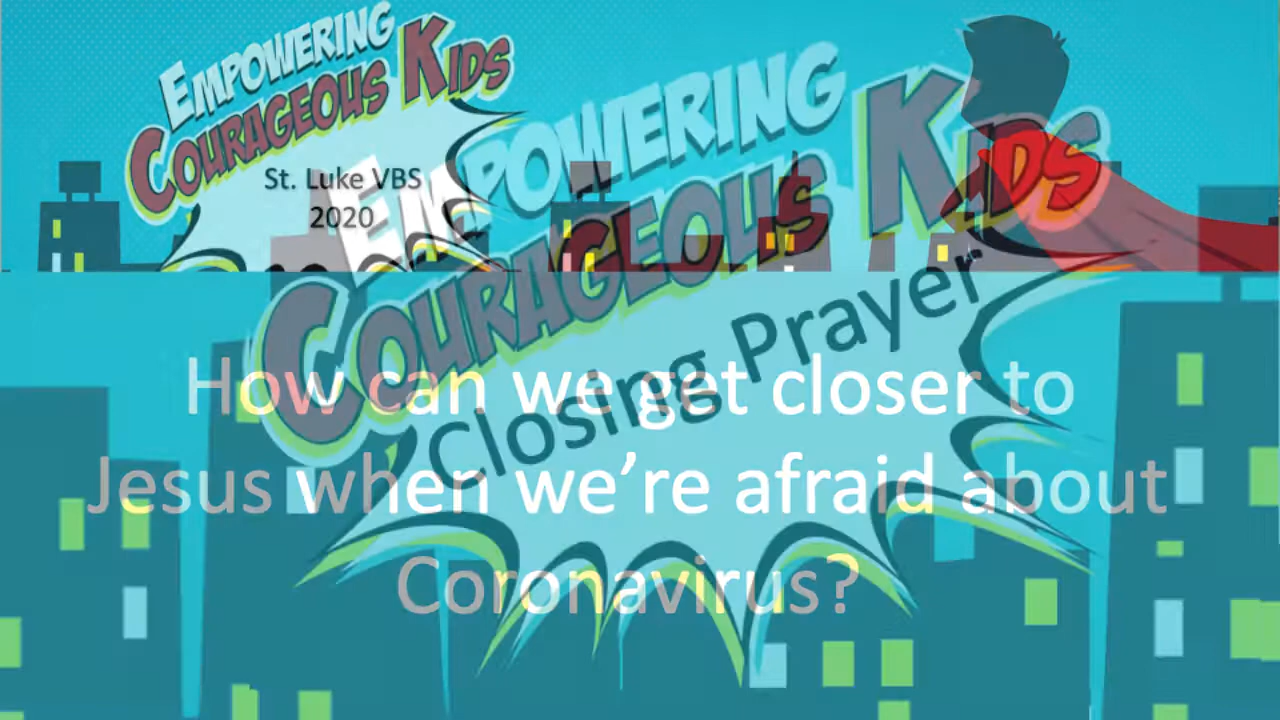 EMPOWERING
COURAGEOUS KIDS
St. Luke VBS
2020
EMPOWERING
COURAGEOUS KIDS
Closing Prayer
How can we get closer to
Jesus when we’re afraid about
Coronavirus?